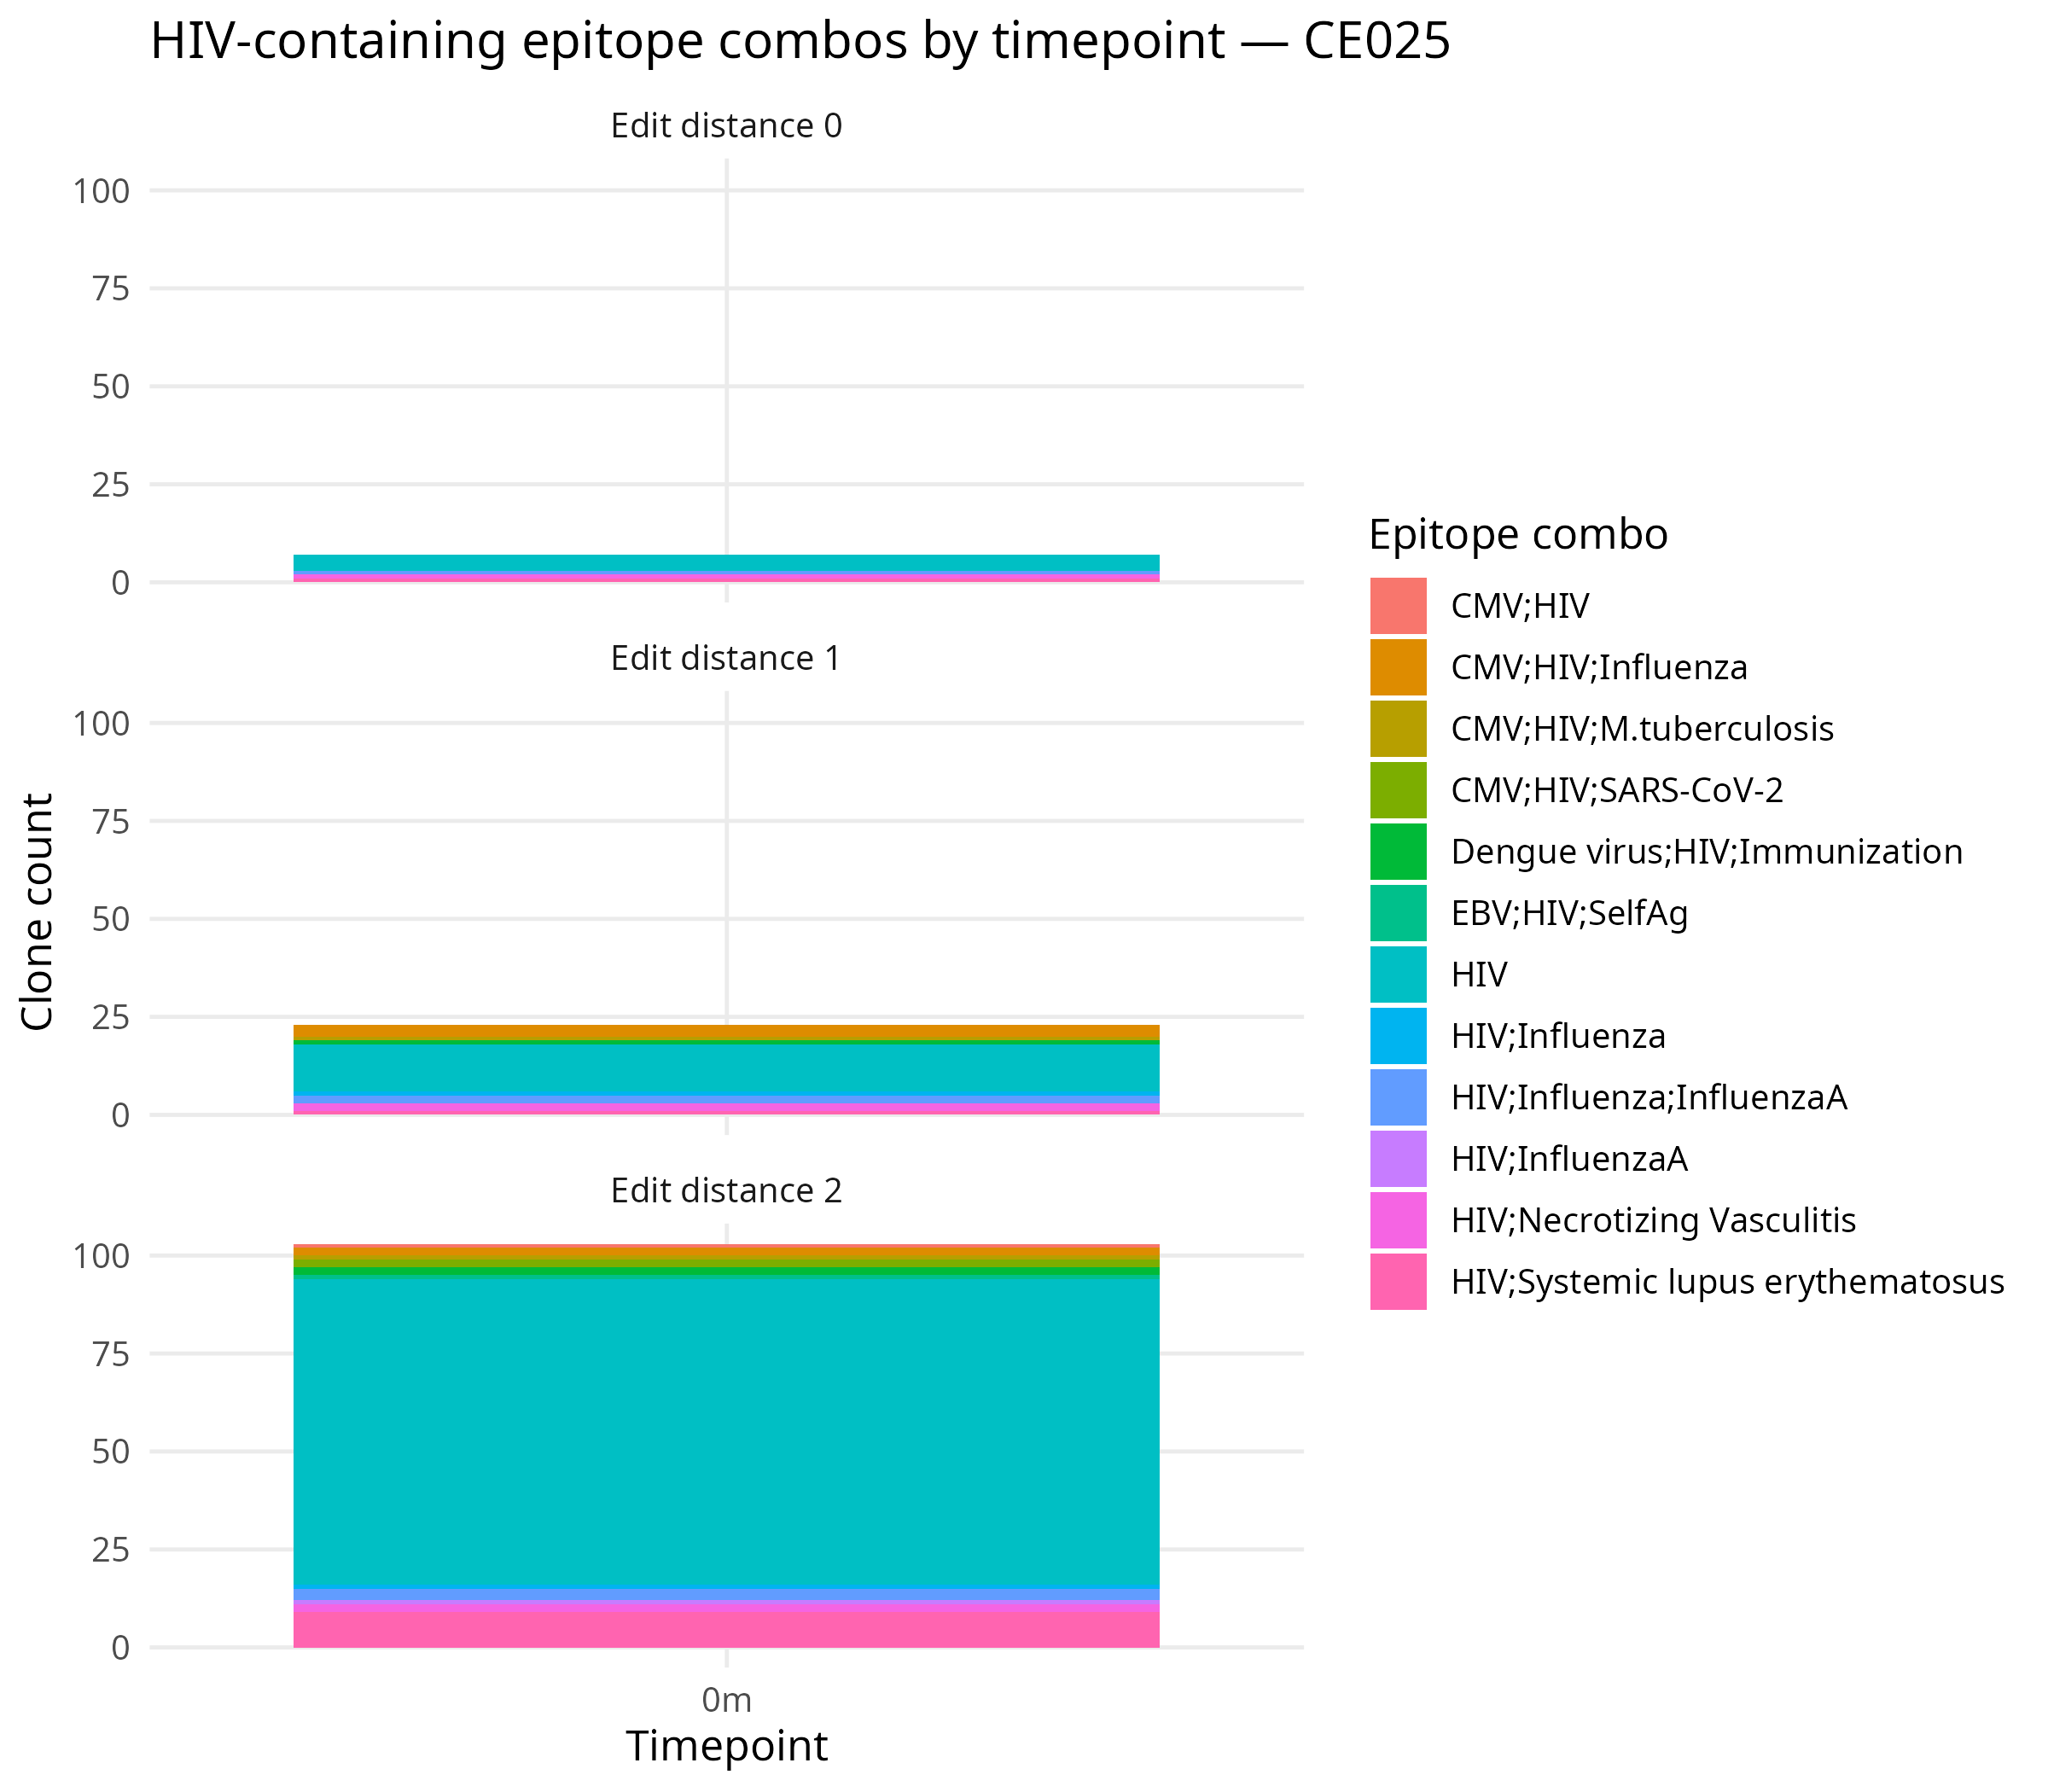 HIV-containing epitope combos by timepoint — CE025
Edit distance 0
100
75
50
25
0
Edit distance 1
100
75
50
25
0
Edit distance 2
100
75
50
25
0
0m
Timepoint
Clone count
Epitope combo
CMV;HIV
CMV;HIV;Influenza
CMV;HIV;M.tuberculosis
CMV;HIV;SARS-CoV-2
Dengue virus;HIV;Immunization
EBV;HIV;SelfAg
HIV
HIV;Influenza
HIV;Influenza;InfluenzaA
HIV;InfluenzaA
HIV;Necrotizing Vasculitis
HIV;Systemic lupus erythematosus